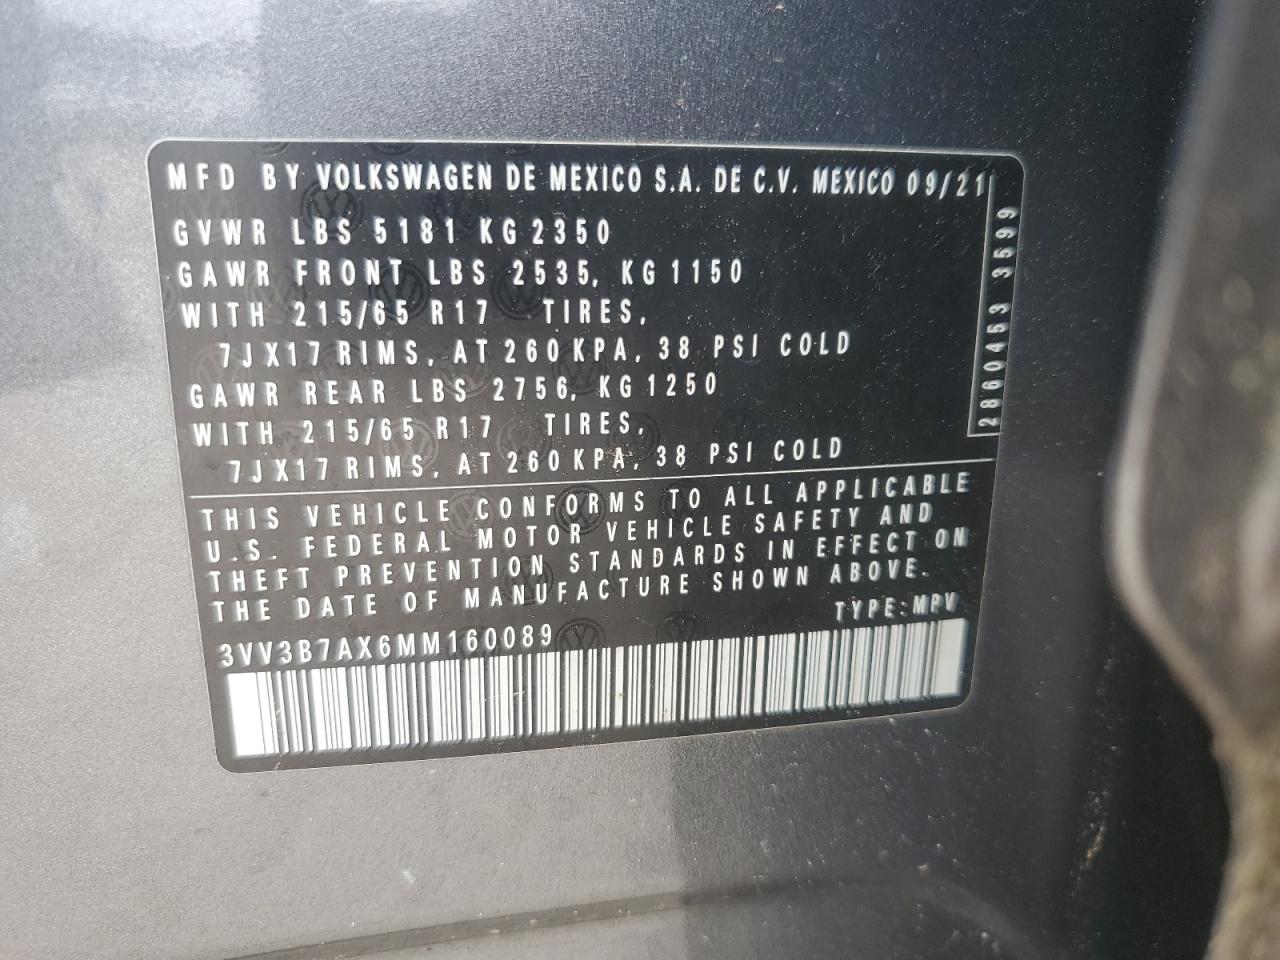 MFD BY VOLKSWAGEN DE MEXICO S.A. DE C.V. MEXICO 09/21
GVWR LBS 5181 KG 2350
GAWR FRONT LBS 2535, KG 1150
WITH 215/65 R17 TIRES,
7JX17 RIMS, AT 260 KPA, 38 PSI COLD
GAWR REAR LBS 2756, KG 1250
WITH 215/65 R17 TIRES,
7JX17 RIMS, AT 260 KPA, 38 PSI COLD
2860453 3599
THIS VEHICLE CONFORMS TO ALL APPLICABLE
U.S. FEDERAL MOTOR VEHICLE SAFETY AND
THEFT PREVENTION STANDARDS IN EFFECT ON
THE DATE OF MANUFACTURE SHOWN ABOVE.
TYPE: MPV
3VV3B7AX6MM160089